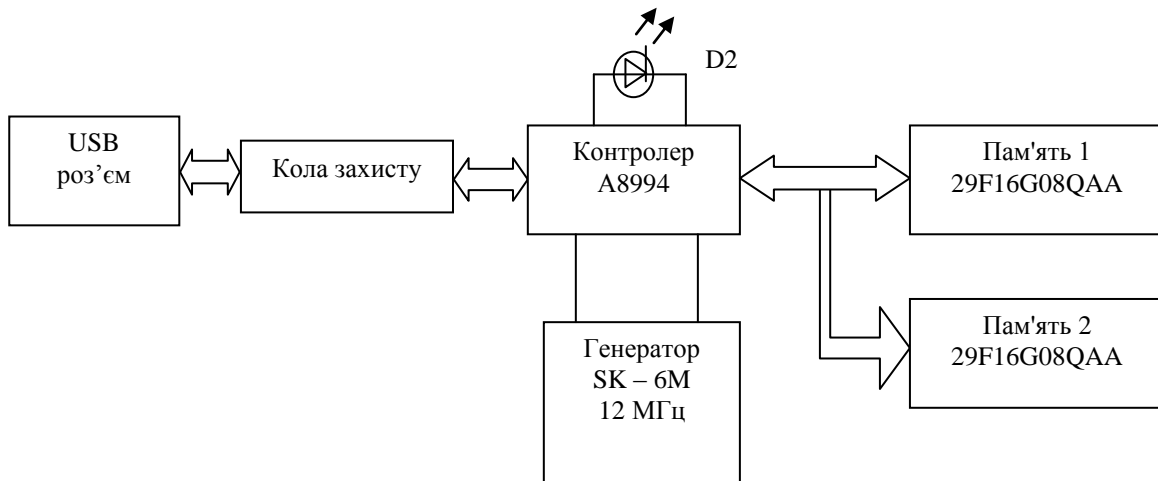 D2
USB
роз’єм
Кола захисту
Контролер
А8994
Пам'ять 1
29F16G08QAA
Генератор
SK – 6M
12 МГц
Пам'ять 2
29F16G08QAA